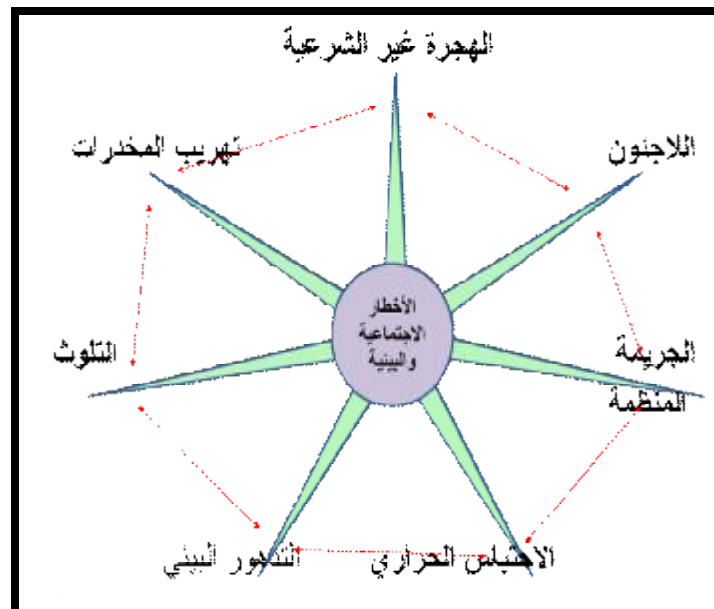 الهجرة غير الشرعية
اللاجئون
تهريب المخدرات
الأخطار
الاجتماعية
والبيئية
الجريمة
المنظمة
التلوث
الاحتباس الحراري
التدهور البيئي